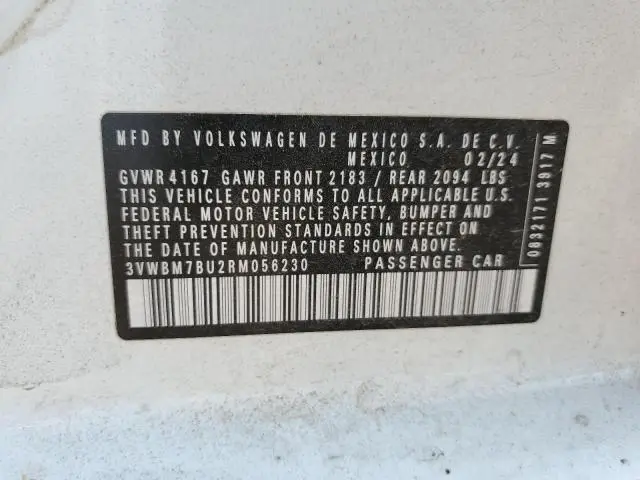 MFD BY VOLKSWAGEN DE MEXICO S.A. DE C.V.
MEXICO. 02/24
GVWR 4167 GAWR FRONT 2183 / REAR 2094 LBS
THIS VEHICLE CONFORMS TO ALL APPLICABLE U.S.
FEDERAL MOTOR VEHICLE SAFETY, BUMPER AND
THEFT PREVENTION STANDARDS IN EFFECT ON
THE DATE OF MANUFACTURE SHOWN ABOVE.
3VWBM7BU2RM056230 PASSENGER CAR
0832171 3917 M